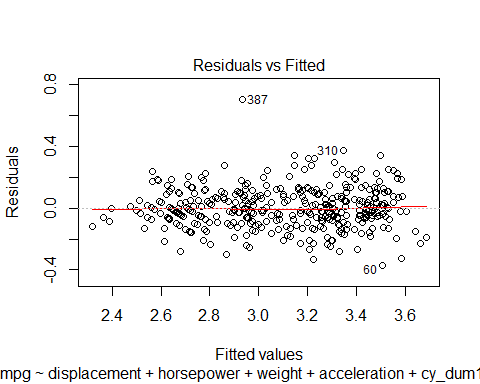 Residuals vs Fitted
0.8
0.4
0.0
-0.4
Residuals
387
310
60
2.4 2.6 2.8 3.0 3.2 3.4 3.6
Fitted values
mpg ~ displacement + horsepower + weight + acceleration + cy_dum1